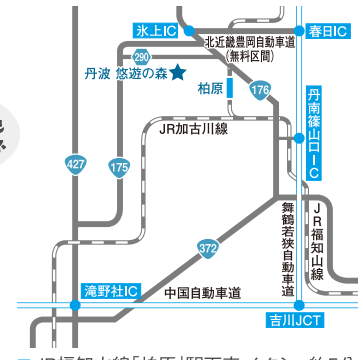 氷上IC
春日IC
北近畿豊岡自動車道
(無料区間)
290
丹波 悠遊の森★
柏原
176
丹南篠山口IC
JR加古川線
427
175
舞鶴若狭自動車道
JR福知山線
372
滝野社IC
中国自動車道
吉川JCT